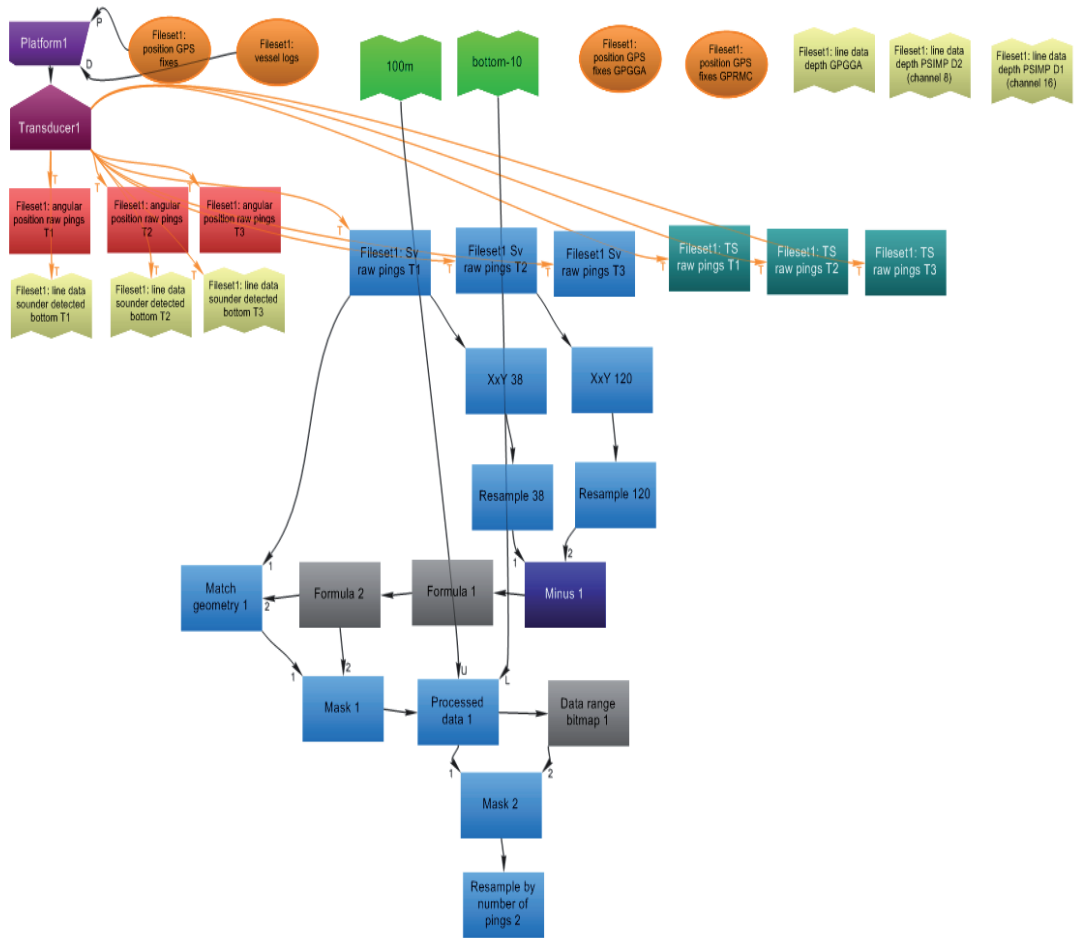 Platform1
P
D
Fileset1:
position GPS
fixes
Fileset1:
vessel logs
100m
bottom-10
Fileset1:
position GPS
fixes GPGGA
Fileset1:
position GPS
fixes GPRMC
Fileset1: line data
depth GPGGA
Fileset1: line data
depth PSIMP D2
(channel 8)
Fileset1: line data
depth PSIMP D1
(channel 16)
Transducer1
T
T
T
Fileset1: angular
position raw pings
T1
Fileset1: angular
position raw pings
T2
Fileset1: angular
position raw pings
T3
T
Fileset1: Sv
raw pings T1
T
Fileset1 Sv
raw pings T2
T
Fileset1 Sv
raw pings T3
T
Fileset1: TS
raw pings T1
T
Fileset1: TS
raw pings T2
T
Fileset1: TS
raw pings T3
T
T
T
Fileset1: line data
sounder detected
bottom T1
Fileset1: line data
sounder detected
bottom T2
Fileset1: line data
sounder detected
bottom T3
XxY 38
XxY 120
Resample 38
Resample 120
1
2
1
2
Match
geometry 1
Formula 2
Formula 1
Minus 1
1
2
U
L
Mask 1
Processed
data 1
Data range
bitmap 1
1
2
Mask 2
Resample by
number of
pings 2